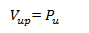 V_up = P_u